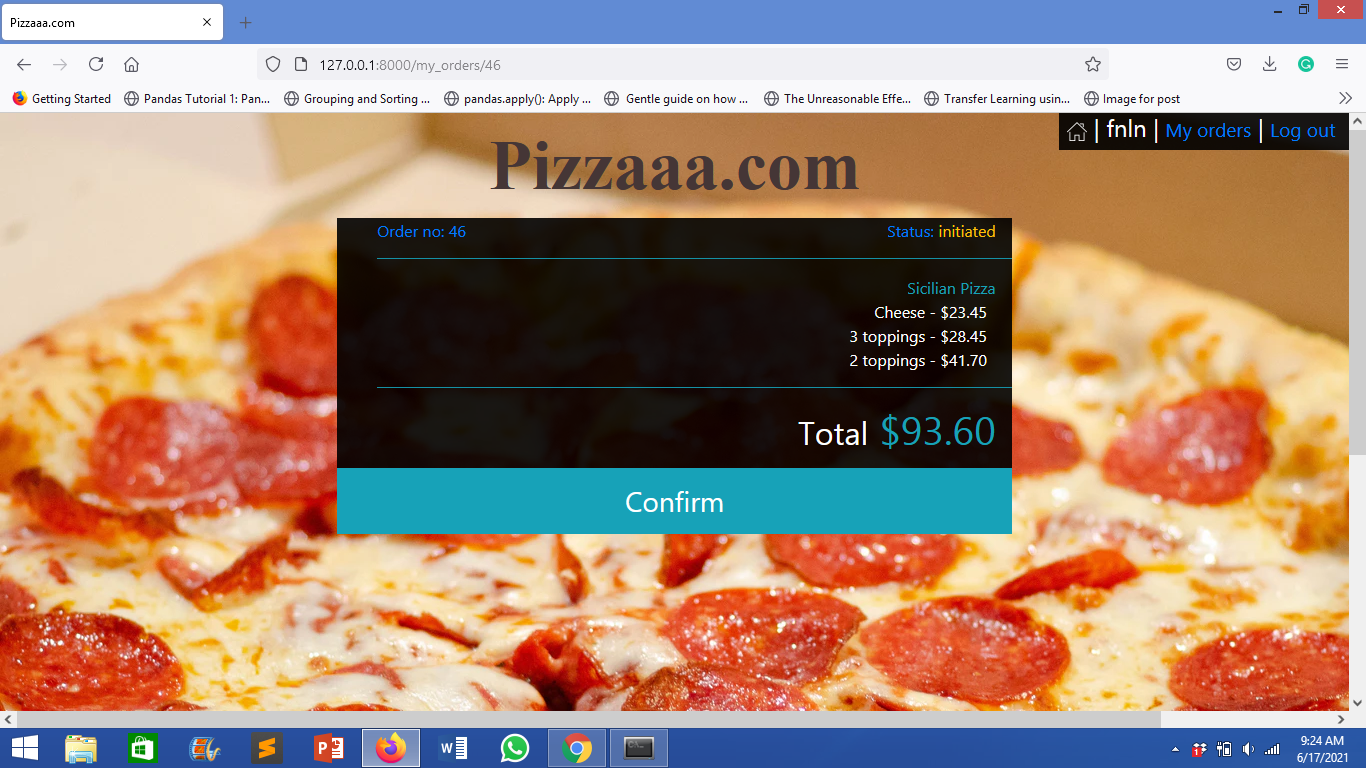 Pizzaaa.com
127.0.0.1:8000/my_orders/46
Getting Started
Pandas Tutorial 1: Pan...
Grouping and Sorting ...
pandas.apply(): Apply ...
Gentle guide on how ...
The Unreasonable Effe...
Transfer Learning usin...
Image for post
| fnln | My orders | Log out
Pizzaaa.com
Order no: 46
Status: initiated
Sicilian Pizza
Cheese - $23.45
3 toppings - $28.45
2 toppings - $41.70
Total $93.60
Confirm
9:24 AM
6/17/2021